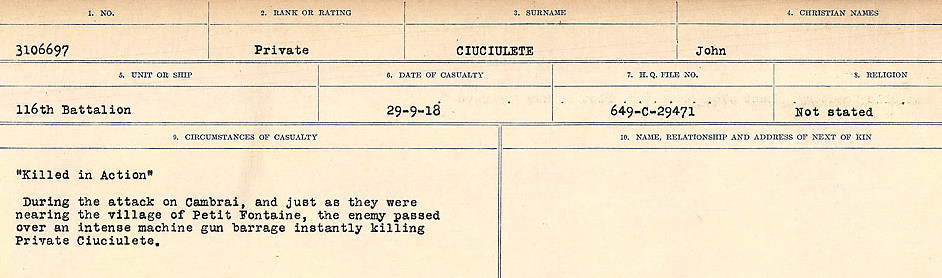 1. NO. 2. RANK OR RATING 3. SURNAME 4. CHRISTIAN NAMES
3106697 Private CIUCIULETE John
5. UNIT OR SHIP 6. DATE OF CASUALTY 7. H.Q. FILE NO. 8. RELIGION
116th Battalion 29-9-18 649-C-29471 Not stated
9. CIRCUMSTANCES OF CASUALTY 10. NAME, RELATIONSHIP AND ADDRESS OF NEXT OF KIN
"Killed in Action"
During the attack on Cambrai, and just as they were
nearing the village of Petit Fontaine, the enemy passed
over an intense machine gun barrage instantly killing
Private Ciuciulete.